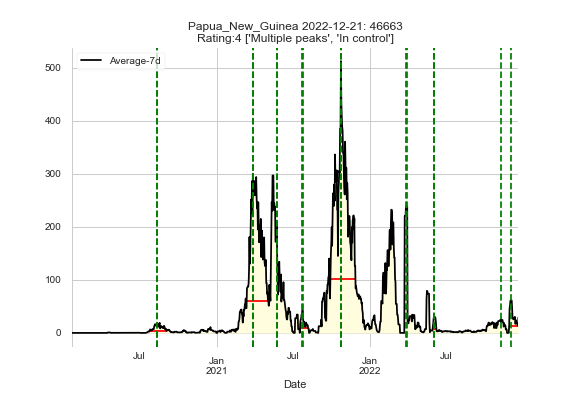 Papua_New_Guinea 2022-12-21: 46663
Rating:4 ['Multiple peaks', 'In control']
Average-7d
500
400
300
200
100
0
Jul
Jan
2021
Jul
Jan
2022
Jul
Date